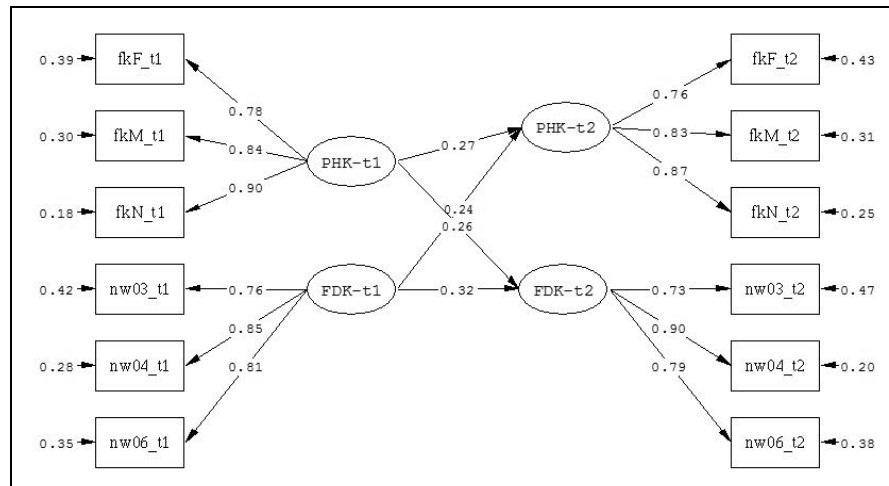 0.39 fkF_t1 fkF_t2 0.43
0.78 0.76
0.30 fkM_t1 0.84 PHK-t1 0.27 PHK-t2 0.83 fkM_t2 0.31
0.90 0.87
0.18 fkN_t1 0.24 fkN_t2 0.25
0.26
0.42 nw03_t1 0.76 FDK-t1 0.32 FDK-t2 0.73 nw03_t2 0.47
0.85 0.90
0.28 nw04_t1 0.81 0.79 nw04_t2 0.20
0.35 nw06_t1 nw06_t2 0.38